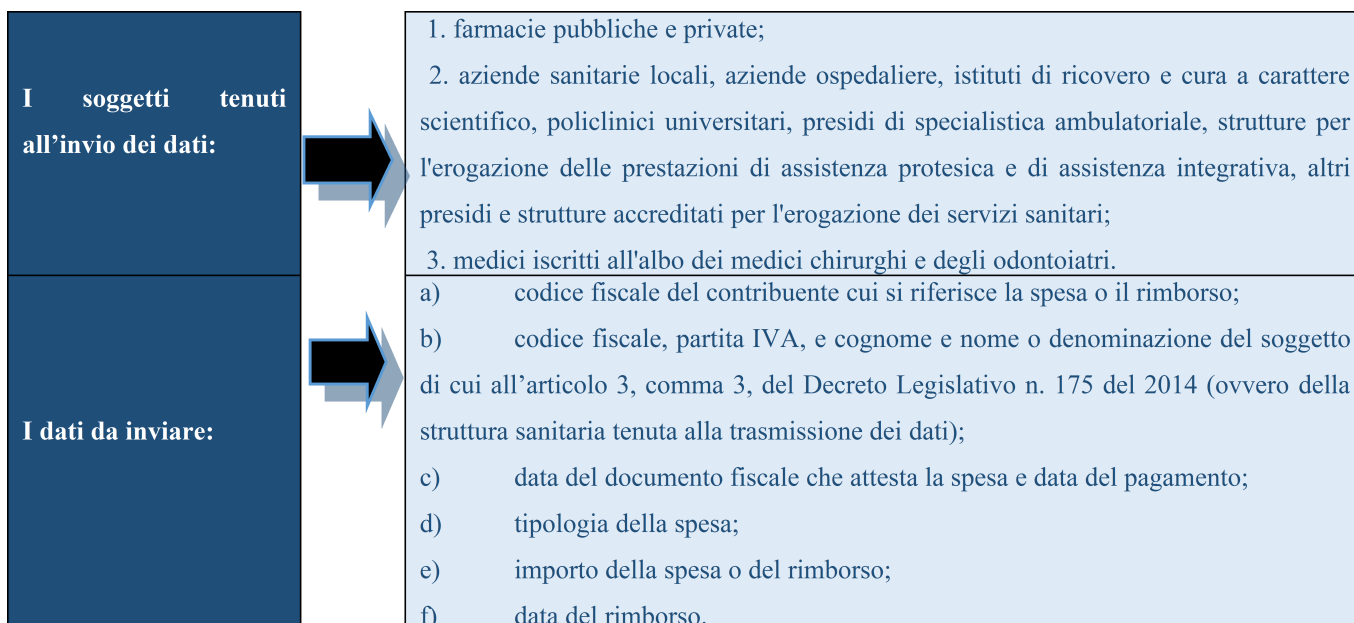 I soggetti tenuti
all’invio dei dati:
1. farmacie pubbliche e private;
2. aziende sanitarie locali, aziende ospedaliere, istituti di ricovero e cura a carattere
scientifico, policlinici universitari, presidi di specialistica ambulatoriale, strutture per
l'erogazione delle prestazioni di assistenza protesica e di assistenza integrativa, altri
presidi e strutture accreditati per l'erogazione dei servizi sanitari;
3. medici iscritti all'albo dei medici chirurghi e degli odontoiatri.
I dati da inviare:
a) codice fiscale del contribuente cui si riferisce la spesa o il rimborso;
b) codice fiscale, partita IVA, e cognome e nome o denominazione del soggetto
di cui all’articolo 3, comma 3, del Decreto Legislativo n. 175 del 2014 (ovvero della
struttura sanitaria tenuta alla trasmissione dei dati);
c) data del documento fiscale che attesta la spesa e data del pagamento;
d) tipologia della spesa;
e) importo della spesa o del rimborso;
f) data del rimborso.